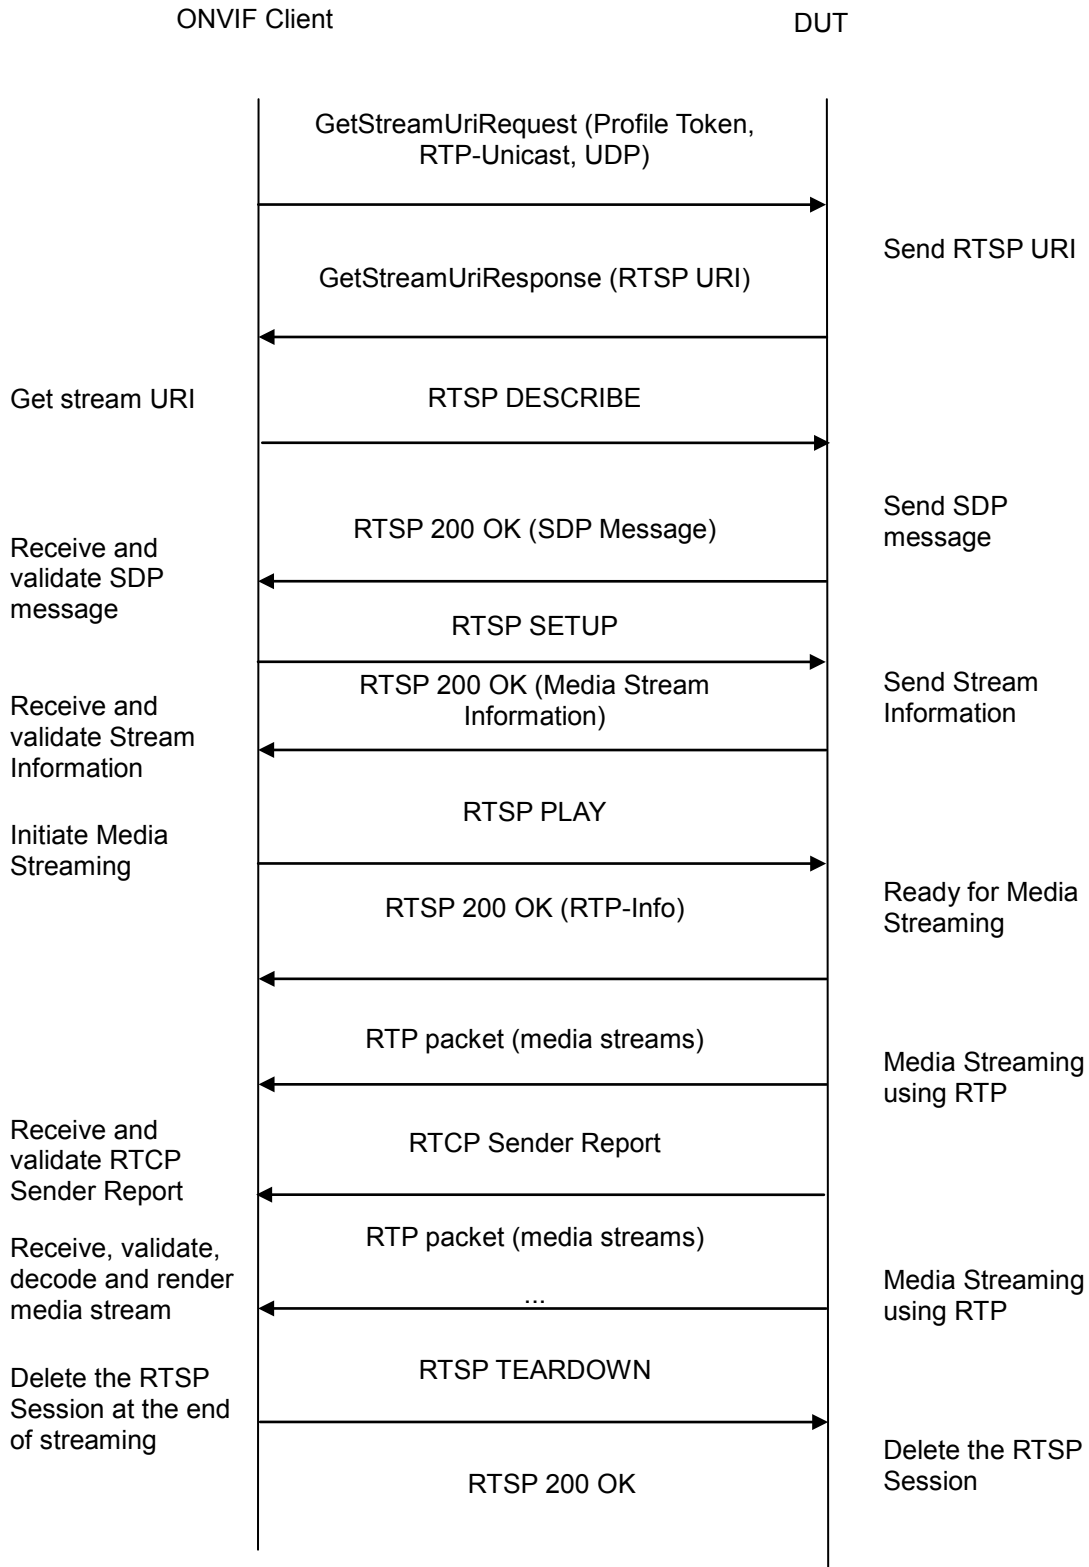 ONVIF Client
DUT
GetStreamUriRequest (Profile Token,
RTP-Unicast, UDP)
Send RTSP URI
GetStreamUriResponse (RTSP URI)
Get stream URI
RTSP DESCRIBE
Send SDP
message
RTSP 200 OK (SDP Message)
Receive and
validate SDP
message
RTSP SETUP
RTSP 200 OK (Media Stream
Information)
Send Stream
Information
Receive and
validate Stream
Information
RTSP PLAY
Initiate Media
Streaming
Ready for Media
Streaming
RTSP 200 OK (RTP-Info)
RTP packet (media streams)
Media Streaming
using RTP
Receive and
validate RTCP
Sender Report
RTCP Sender Report
RTP packet (media streams)
Receive, validate,
decode and render
media stream
...
Media Streaming
using RTP
RTSP TEARDOWN
Delete the RTSP
Session at the end
of streaming
Delete the RTSP
Session
RTSP 200 OK